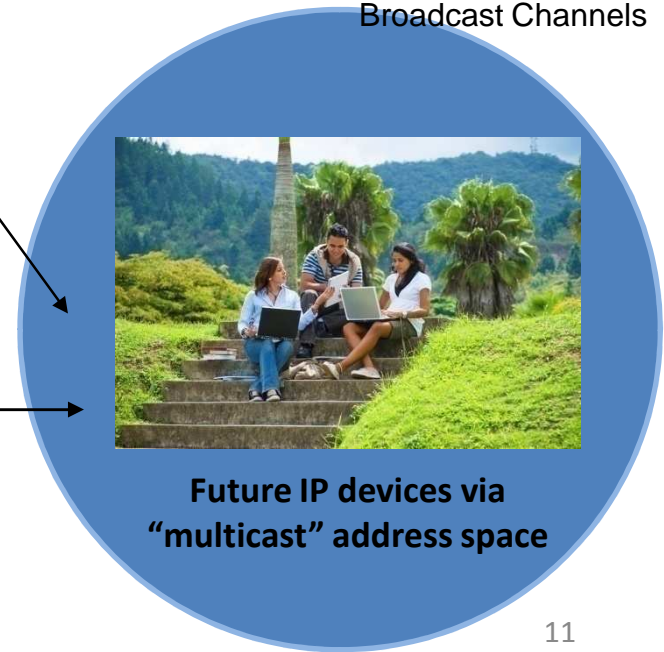 Broadcast Channels
Future IP devices via
“multicast” address space
11